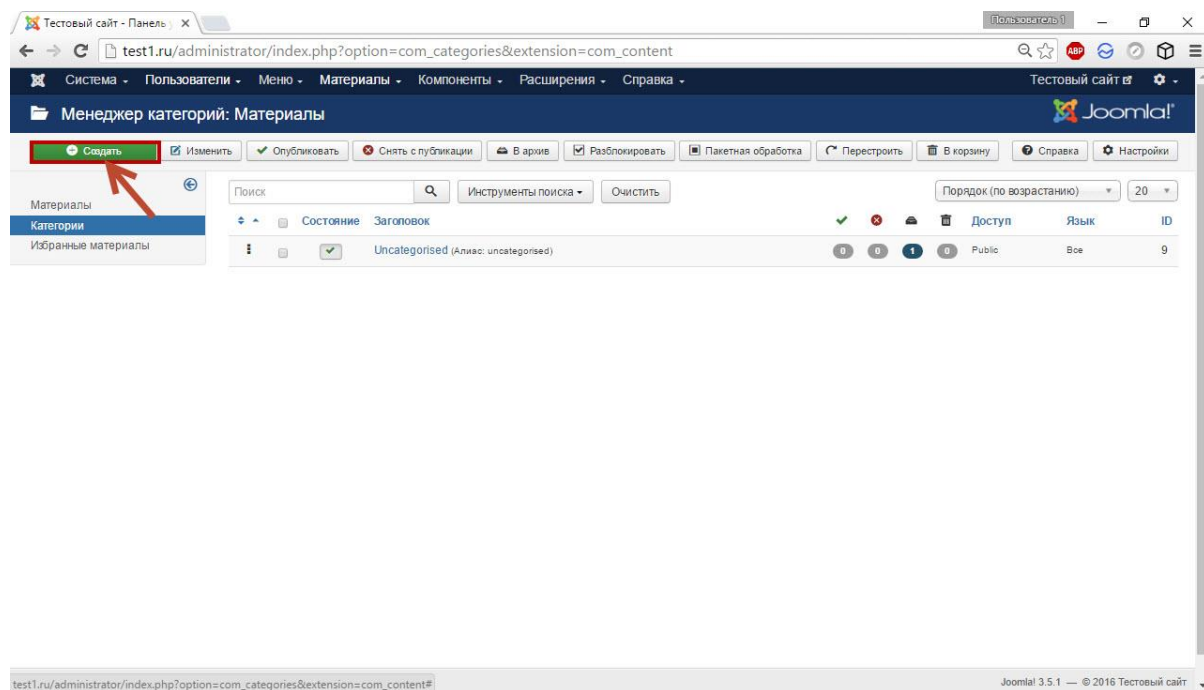 Тестовый сайт - Панель у
Пользователь 1
test1.ru/administrator/index.php?option=com_categories&extension=com_content
ABP
Система Пользователи Меню Материалы Компоненты Расширения Справка Тестовый сайт
Менеджер категорий: Материалы Joomla!
Создать Изменить Опубликовать Снять с публикации В архив Разблокировать Пакетная обработка Перестроить В корзину Справка Настройки
Материалы
Категории
Избранные материалы
Поиск Инструменты поиска Очистить Порядок (по возрастанию) 20
Состояние Заголовок Доступ Язык ID
Uncategorised (Алиас: uncategorised) 0 0 1 0 Public Все 9
test1.ru/administrator/index.php?option=com_categories&extension=com_content#
Joomla! 3.5.1 — © 2016 Тестовый сайт